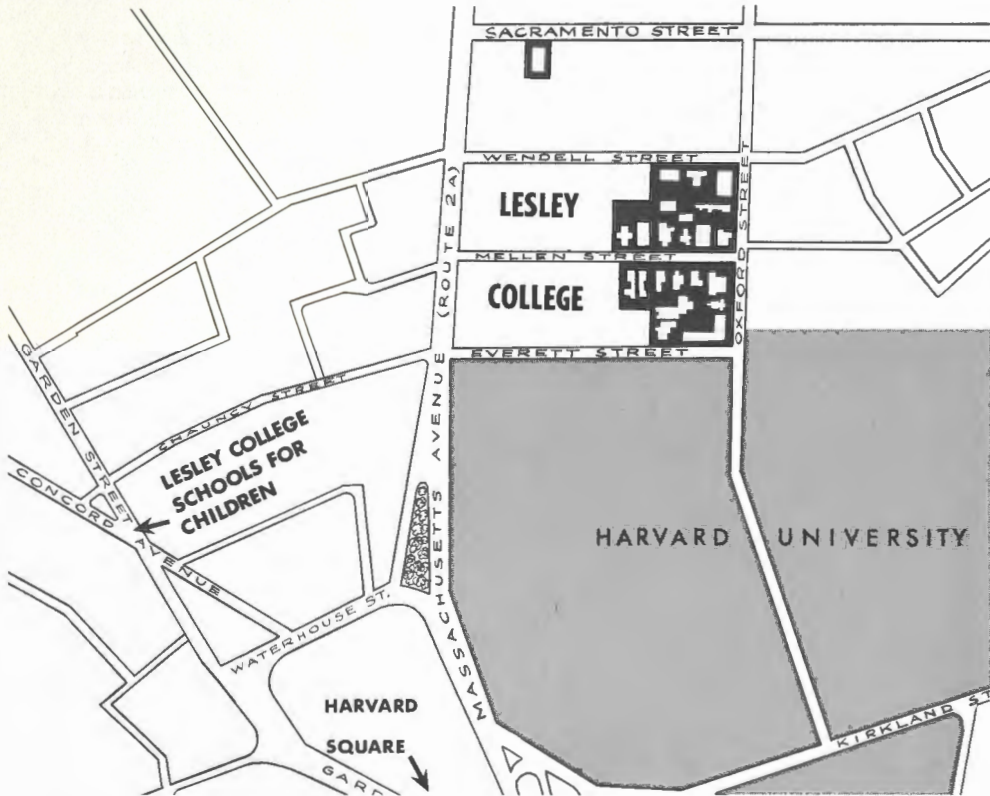 SACRAMENTO STREET
WENDELL STREET
LESLEY
MELLEN STREET
COLLEGE
EVERETT STREET
OXFORD STREET
MASSACHUSETTS AVENUE (ROUTE 2A)
CHAUNCY STREET
GARDEN STREET
LESLEY COLLEGE
SCHOOLS FOR
CHILDREN
CONCORD AVENUE
WATERHOUSE ST.
HARVARD UNIVERSITY
HARVARD
SQUARE
GARD
KIRKLAND ST